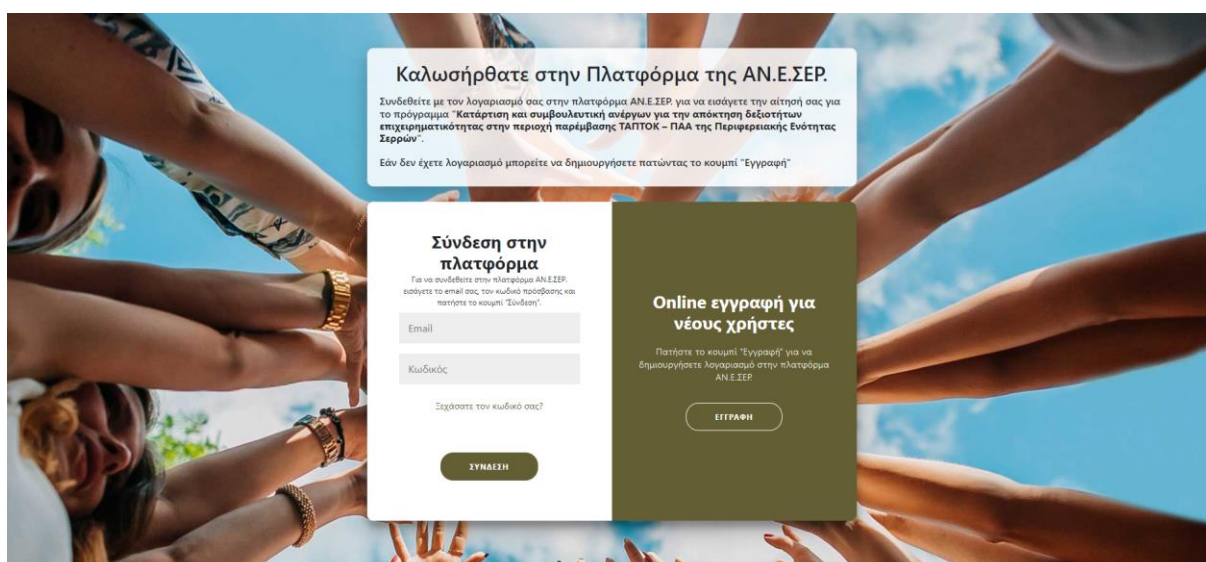 Καλωσήρθατε στην Πλατφόρμα της ΑΝ.Ε.ΣΕΡ.
Συνδεθείτε με τον λογαριασμό σας στην πλατφόρμα ΑΝ.Ε.ΣΕΡ. για να εισάγετε την αίτησή σας για
το πρόγραμμα "Κατάρτιση και συμβουλευτική ανέργων για την απόκτηση δεξιοτήτων
επιχειρηματικότητας στην περιοχή παρέμβασης ΤΑΠΤΟΚ – ΠΑΑ της Περιφερειακής Ενότητας
Σερρών".
Εάν δεν έχετε λογαριασμό μπορείτε να δημιουργήσετε πατώντας το κουμπί "Εγγραφή"
Σύνδεση στην
πλατφόρμα
Για να συνδεθείτε στην πλατφόρμα ΑΝ.Ε.ΣΕΡ.
εισάγετε το email σας, τον κωδικό πρόσβασης και
πατήστε το κουμπί "Σύνδεση".
Email
Κωδικός
Ξεχάσατε τον κωδικό σας?
ΣΥΝΔΕΣΗ
Online εγγραφή για
νέους χρήστες
Πατήστε το κουμπί "Εγγραφή" για να
δημιουργήσετε λογαριασμό στην πλατφόρμα
ΑΝ.Ε.ΣΕΡ.
ΕΓΓΡΑΦΗ